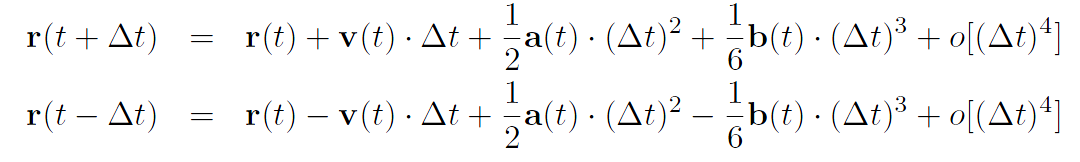 r(t + Δt) = r(t) + v(t) · Δt + 1/2 a(t) · (Δt)² + 1/6 b(t) · (Δt)³ + o[(Δt)⁴]
r(t − Δt) = r(t) − v(t) · Δt + 1/2 a(t) · (Δt)² − 1/6 b(t) · (Δt)³ + o[(Δt)⁴]